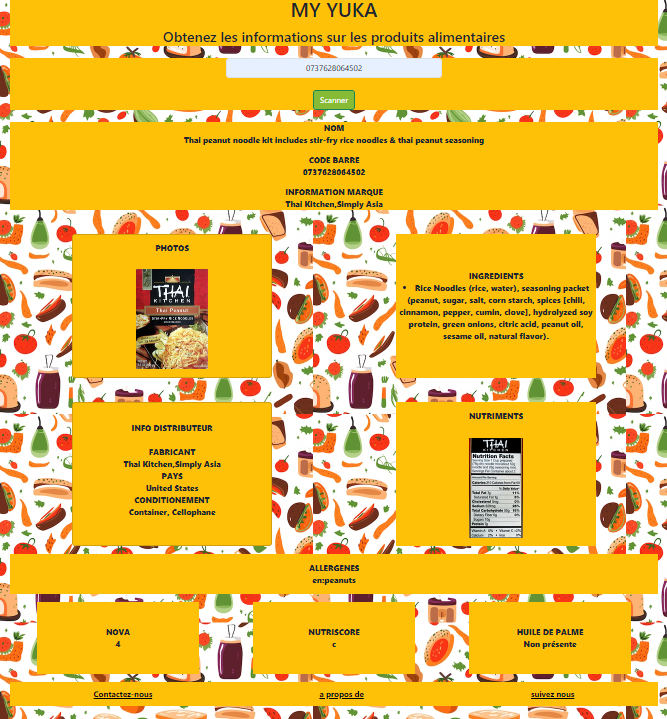 MY YUKA
Obtenez les informations sur les produits alimentaires
0737628064502
Scanner
NOM
Thai peanut noodle kit includes stir-fry rice noodles & thai peanut seasoning
CODE BARRE
0737628064502
INFORMATION MARQUE
Thai Kitchen,Simply Asia
PHOTOS
THAI
KITCHEN
Thai Peanut
STIR-FRY RICE NOODLES
INGREDIENTS
• Rice Noodles (rice, water), seasoning packet
(peanut, sugar, salt, corn starch, spices [chili,
cinnamon, pepper, cumin, clove], hydrolyzed soy
protein, green onions, citric acid, peanut oil,
sesame oil, natural flavor).
INFO DISTRIBUTEUR
FABRICANT
Thai Kitchen,Simply Asia
PAYS
United States
CONDITIONEMENT
Container, Cellophane
NUTRIMENTS
THAI
KITCHEN
Nutrition Facts
ALLERGENES
en:peanuts
NOVA
4
NUTRISCORE
c
HUILE DE PALME
Non présente
Contactez-nous
a propos de
suivez nous